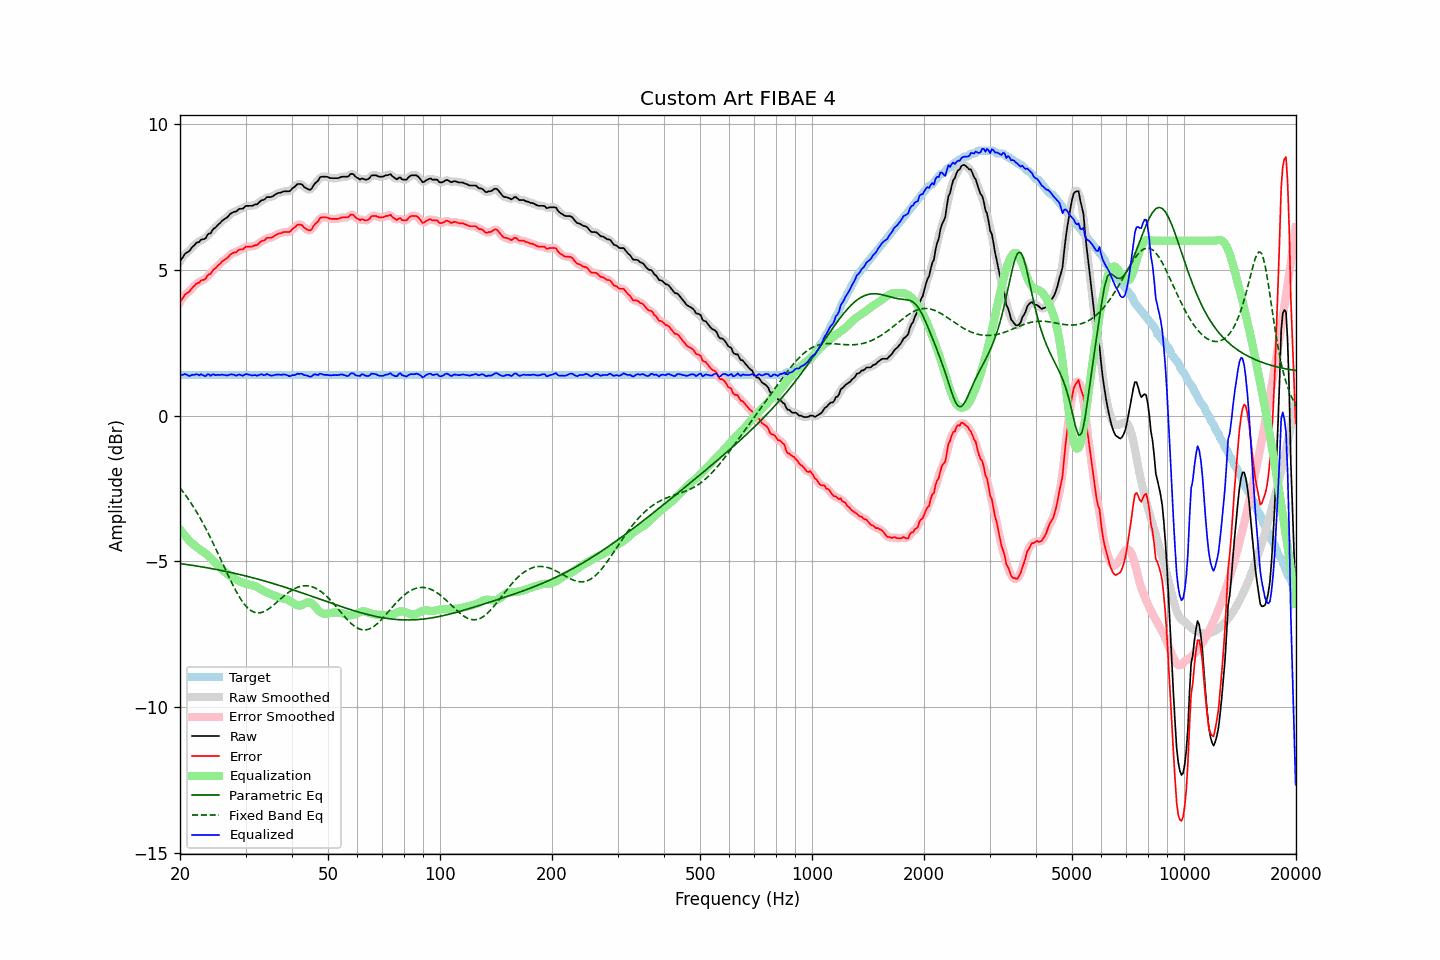 Custom Art FIBAE 4
Amplitude (dBr)
10
5
0
−5
−10
−15
Target
Raw Smoothed
Error Smoothed
Raw
Error
Equalization
Parametric Eq
Fixed Band Eq
Equalized
20 50 100 200 500 1000 2000 5000 10000 20000
Frequency (Hz)